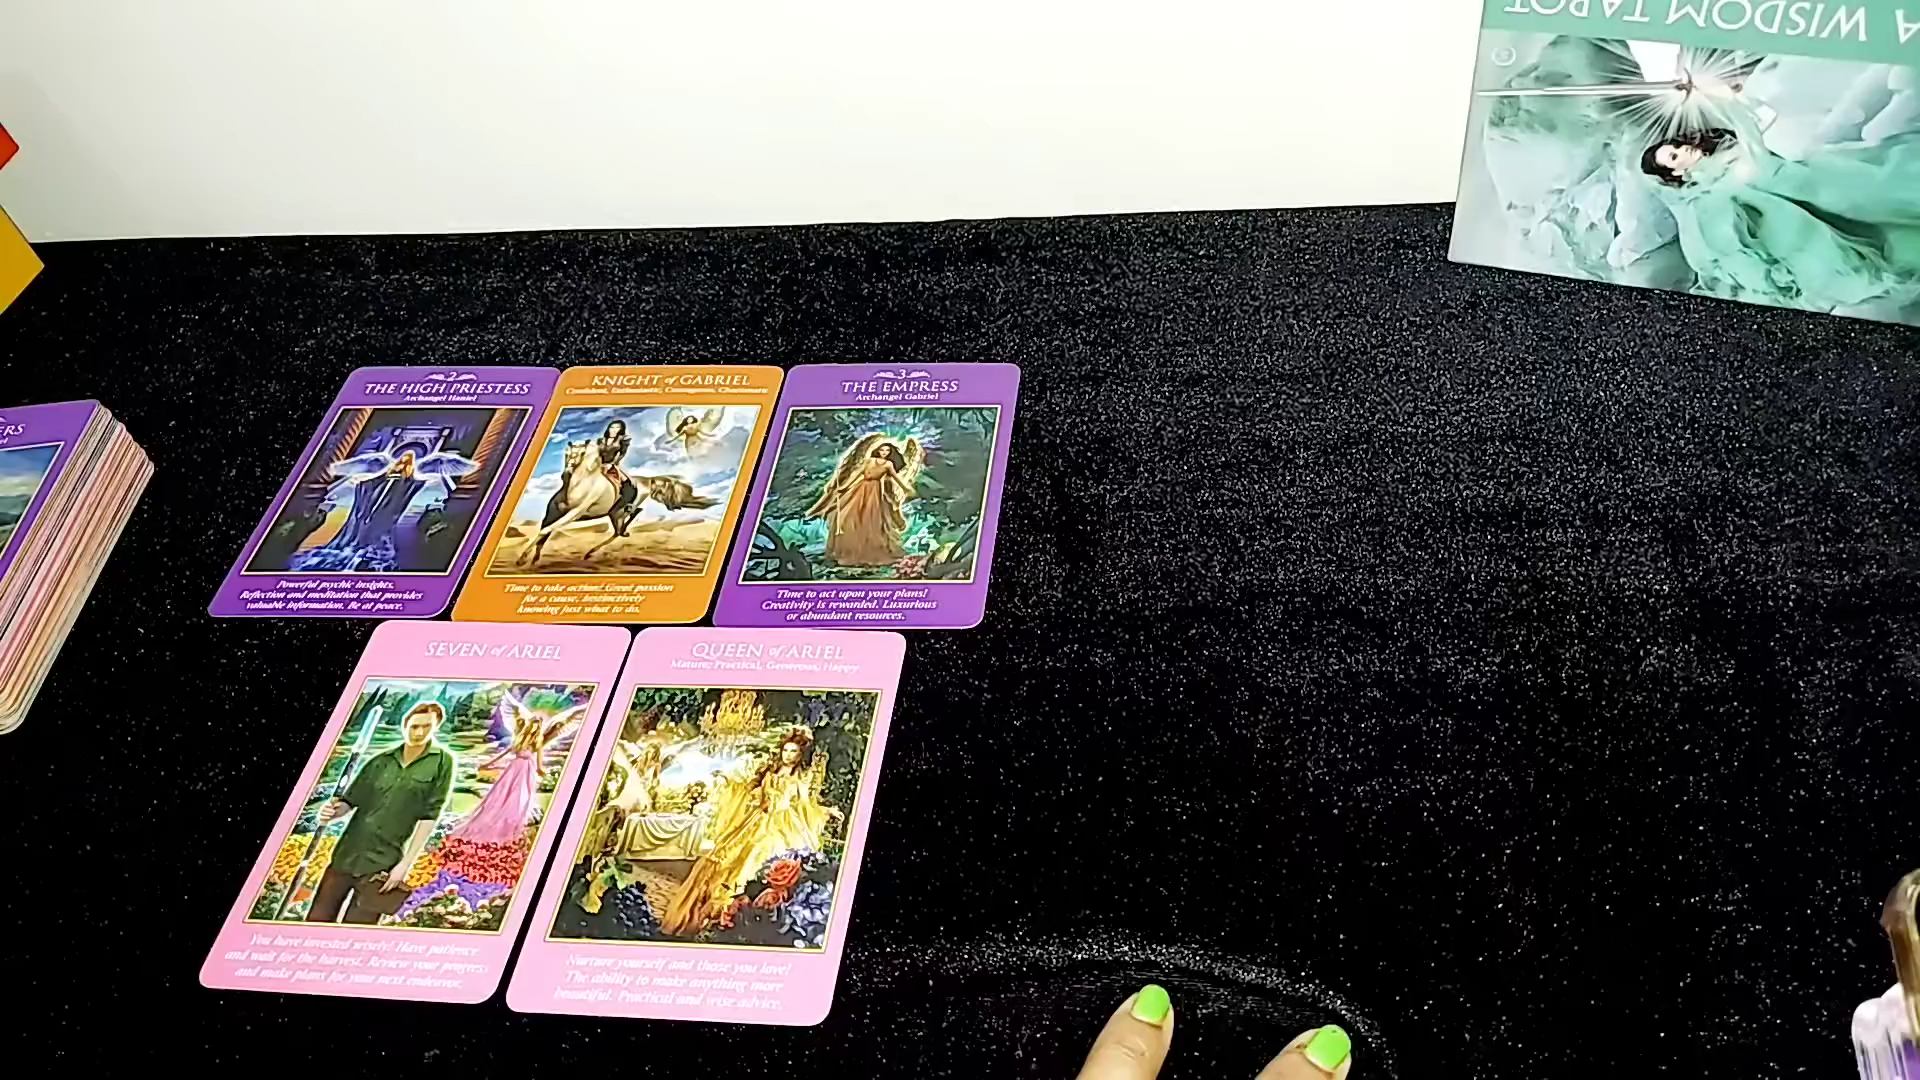 A WISDOM TAROT
ERS
2
THE HIGH PRIESTESS
Archangel Haniel
Powerful psychic insights.
Reflection and meditation that provides
valuable information. Be at peace.
KNIGHT of GABRIEL
Confident, Enthusiastic, Courageous, Charismatic
Time to take action! Great passion
for a cause. Instinctively
knowing just what to do.
3
THE EMPRESS
Archangel Gabriel
Time to act upon your plans!
Creativity is rewarded. Luxurious
or abundant resources.
SEVEN of ARIEL
You have invested wisely! Have patience
and wait for the harvest. Review your progress
and make plans for your next endeavor.
QUEEN of ARIEL
Mature, Practical, Generous, Happy
Nurture yourself and those you love!
The ability to make anything more
beautiful. Practical and wise advice.